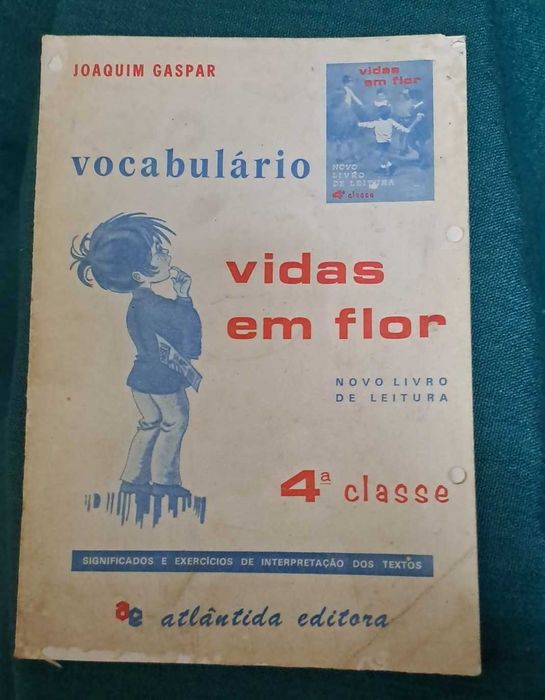 JOAQUIM GASPAR
vidas
em flor
NOVO
LIVRO
DE LEITURA
4ª classe
vocabulário
vidas
em flor
NOVO LIVRO
DE LEITURA
4ª classe
SIGNIFICADOS E EXERCÍCIOS DE INTERPRETAÇÃO DOS TEXTOS
ae atlântida editora